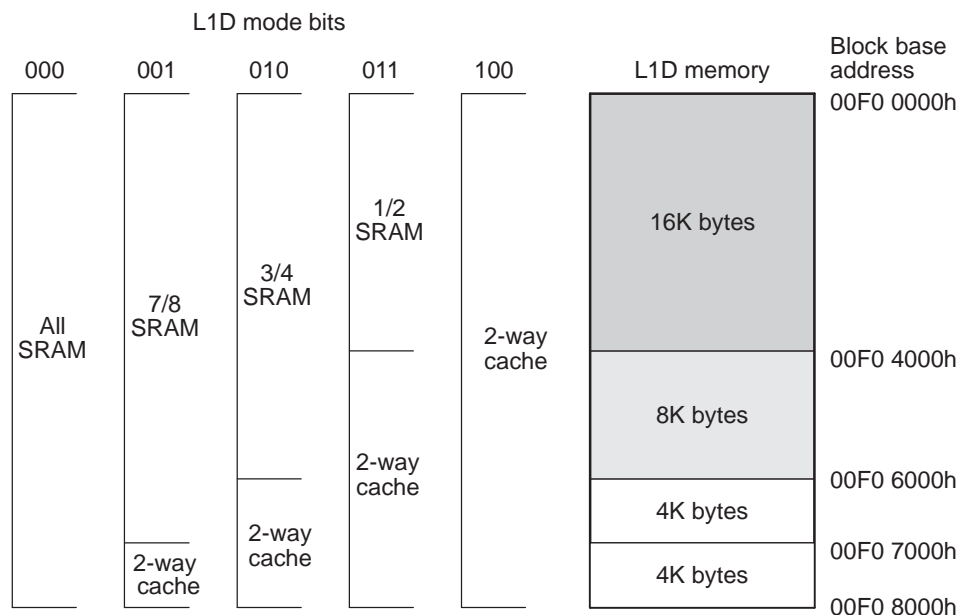 L1D mode bits
000 001 010 011 100 L1D memory
Block base
address
00F0 0000h
1/2
SRAM
16K bytes
3/4
SRAM
7/8
SRAM
All
SRAM
2-way
cache
00F0 4000h
8K bytes
2-way
cache
00F0 6000h
4K bytes
2-way
cache
00F0 7000h
2-way
cache
4K bytes
00F0 8000h